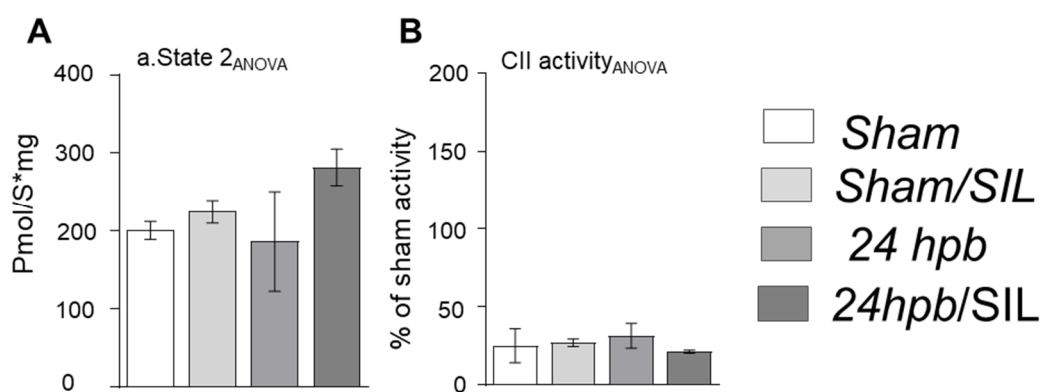 A
a.State 2ANOVA
400
300
200
100
0
Pmol/S*mg
B
CII activityANOVA
200
150
100
50
0
% of sham activity
Sham
Sham/SIL
24 hpb
24hpb/SIL